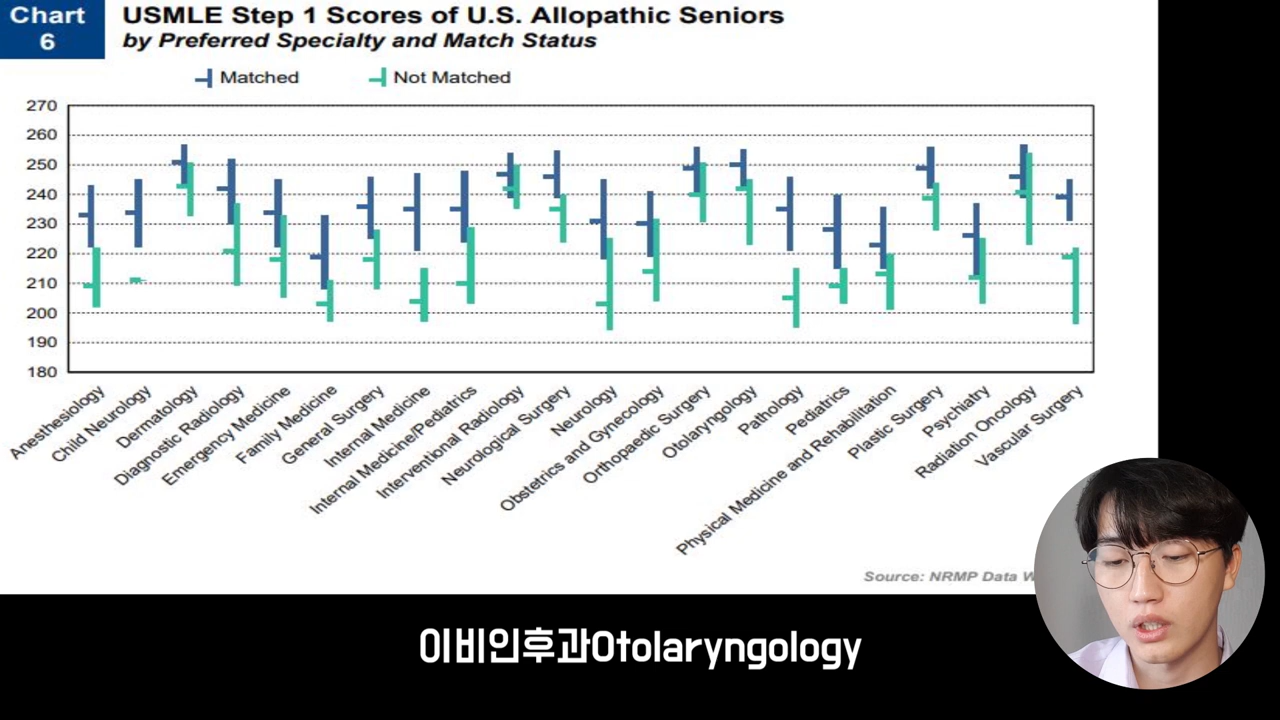 Chart
6
USMLE Step 1 Scores of U.S. Allopathic Seniors
by Preferred Specialty and Match Status
Matched
Not Matched
270
260
250
240
230
220
210
200
190
180
Anesthesiology
Child Neurology
Dermatology
Diagnostic Radiology
Emergency Medicine
Family Medicine
General Surgery
Internal Medicine
Internal Medicine/Pediatrics
Interventional Radiology
Neurological Surgery
Neurology
Obstetrics and Gynecology
Orthopaedic Surgery
Otolaryngology
Pathology
Pediatrics
Physical Medicine and Rehabilitation
Plastic Surgery
Psychiatry
Radiation Oncology
Vascular Surgery
Source: NRMP Data
이비인후과Otolaryngology